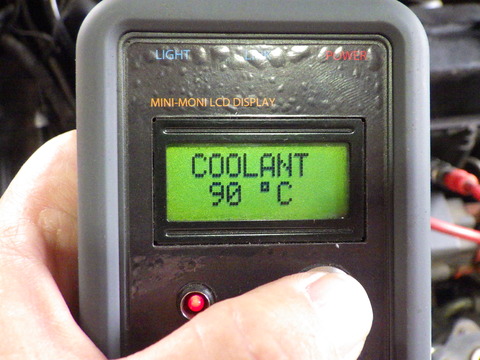 LIGHT POWER
MINI-MONI LCD DISPLAY
COOLANT
90 °C